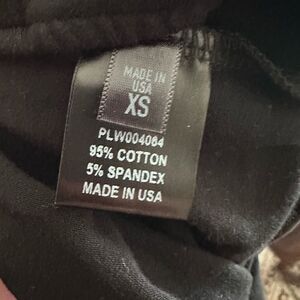 MADE IN
USA
XS
PLW004064
95% COTTON
5% SPANDEX
MADE IN USA